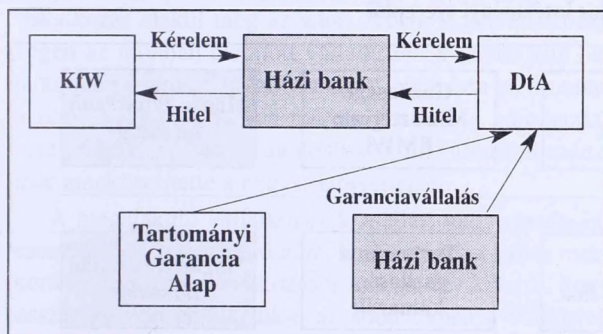 Kérelem
Kérelem
KfW
Házi bank
DtA
Hitel
Hitel
Garanciavállalás
Tartományi
Garancia
Alap
Házi bank